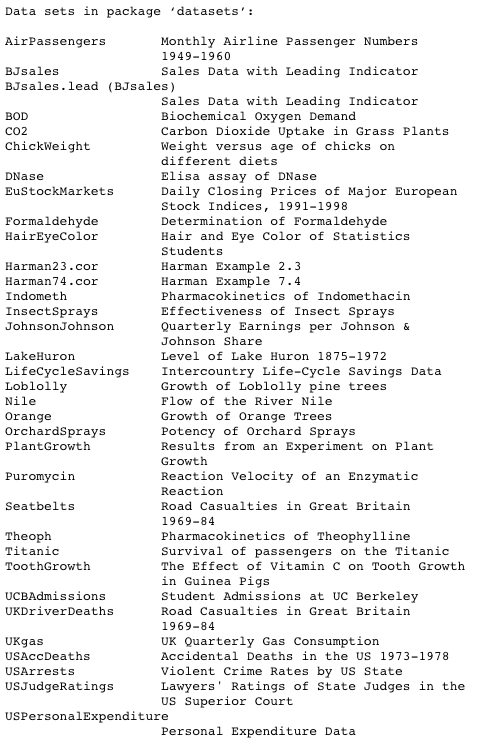 Data sets in package ‘datasets’:
AirPassengers Monthly Airline Passenger Numbers
1949-1960
BJsales Sales Data with Leading Indicator
BJsales.lead (BJsales)
Sales Data with Leading Indicator
BOD Biochemical Oxygen Demand
CO2 Carbon Dioxide Uptake in Grass Plants
ChickWeight Weight versus age of chicks on
different diets
DNase Elisa assay of DNase
EuStockMarkets Daily Closing Prices of Major European
Stock Indices, 1991-1998
Formaldehyde Determination of Formaldehyde
HairEyeColor Hair and Eye Color of Statistics
Students
Harman23.cor Harman Example 2.3
Harman74.cor Harman Example 7.4
Indometh Pharmacokinetics of Indomethacin
InsectSprays Effectiveness of Insect Sprays
JohnsonJohnson Quarterly Earnings per Johnson &
Johnson Share
LakeHuron Level of Lake Huron 1875-1972
LifeCycleSavings Intercountry Life-Cycle Savings Data
Loblolly Growth of Loblolly pine trees
Nile Flow of the River Nile
Orange Growth of Orange Trees
OrchardSprays Potency of Orchard Sprays
PlantGrowth Results from an Experiment on Plant
Growth
Puromycin Reaction Velocity of an Enzymatic
Reaction
Seatbelts Road Casualties in Great Britain
1969-84
Theoph Pharmacokinetics of Theophylline
Titanic Survival of passengers on the Titanic
ToothGrowth The Effect of Vitamin C on Tooth Growth
in Guinea Pigs
UCBAdmissions Student Admissions at UC Berkeley
UKDriverDeaths Road Casualties in Great Britain
1969-84
UKgas UK Quarterly Gas Consumption
USAccDeaths Accidental Deaths in the US 1973-1978
USArrests Violent Crime Rates by US State
USJudgeRatings Lawyers' Ratings of State Judges in the
US Superior Court
USPersonalExpenditure
Personal Expenditure Data